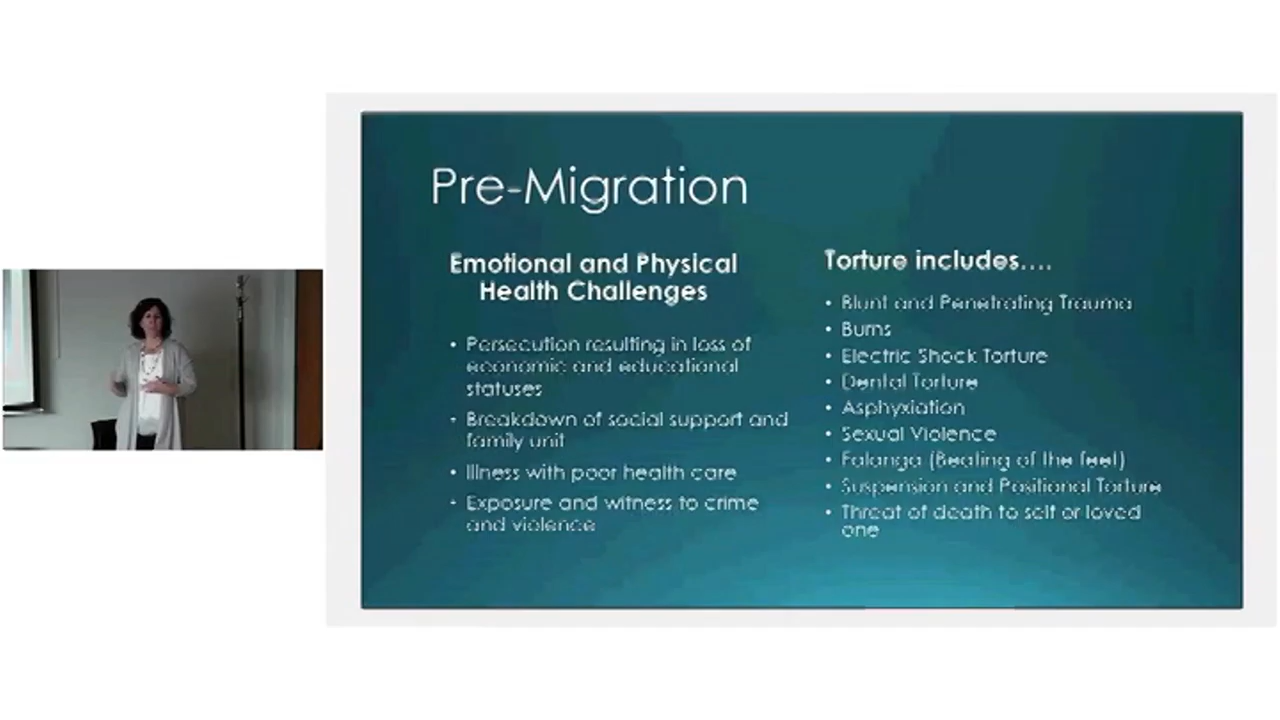 Pre-Migration
Emotional and Physical
Health Challenges
• Persecution resulting in loss of
economic and educational
statuses
• Breakdown of social support and
family unit
• Illness with poor health care
• Exposure and witness to crime
and violence
Torture includes....
• Blunt and Penetrating Trauma
• Burns
• Electric Shock Torture
• Dental Torture
• Asphyxiation
• Sexual Violence
• Falanga (Beating of the feet)
• Suspension and Positional Torture
• Threat of death to self or loved
one